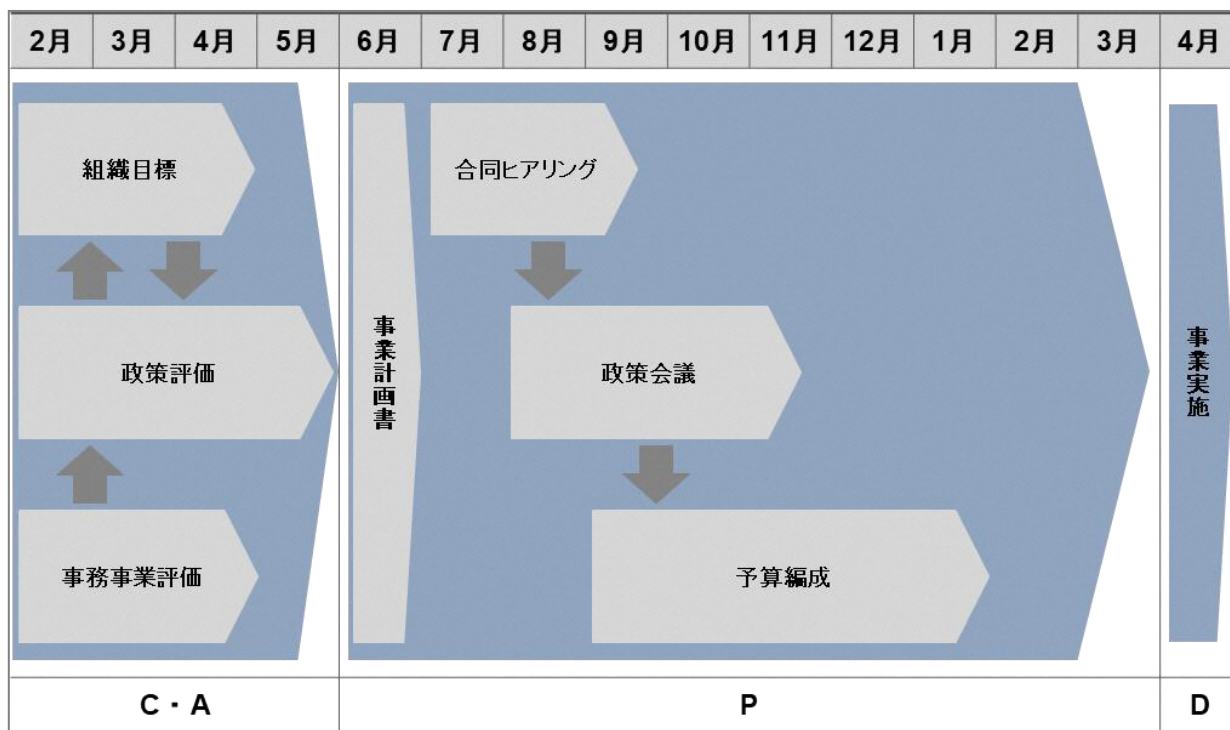 2月 3月 4月 5月 6月 7月 8月 9月 10月 11月 12月 1月 2月 3月 4月
組織目標
合同ヒアリング
政策評価
事業計画書
政策会議
事業実施
事務事業評価
予算編成
C・A P D